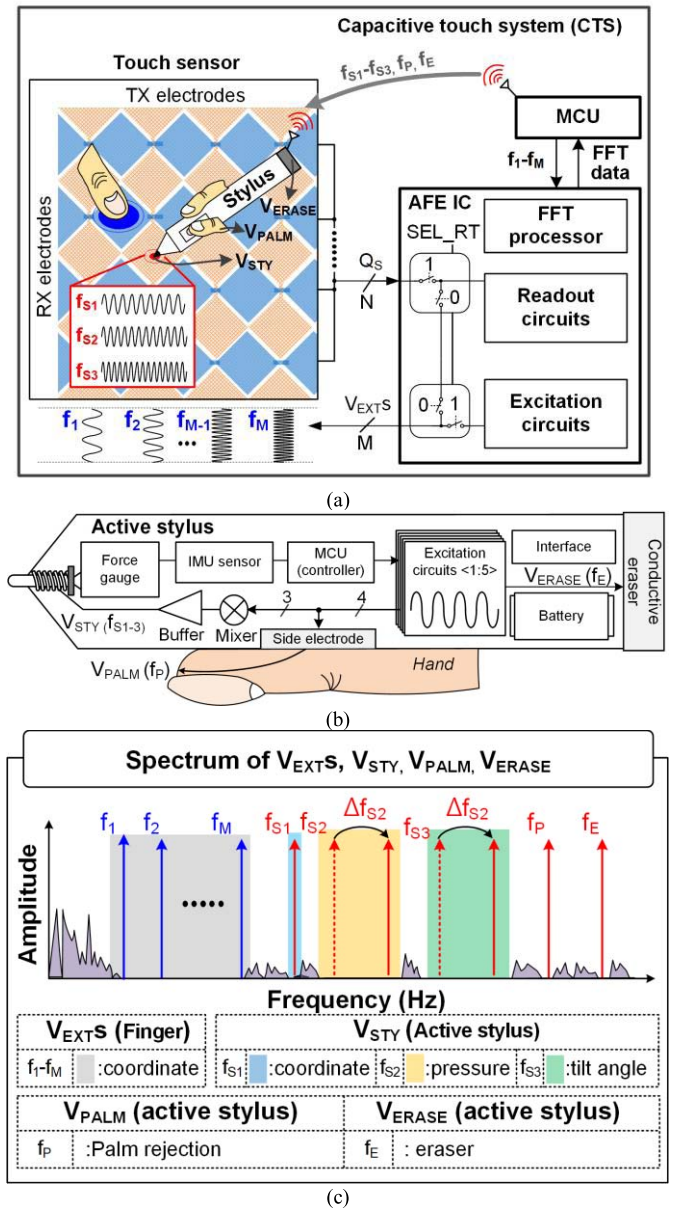 Capacitive touch system (CTS)
Touch sensor
TX electrodes
RX electrodes
fS1-fS3, fP, fE
MCU
f1-fM
FFT data
Stylus
VERASE
VPALM
VSTY
fS1
fS2
fS3
QS
N
AFE IC
SEL_RT
1
0
FFT processor
Readout circuits
VEXTs
M
0
1
Excitation circuits
f1
f2
fM-1
fM
(a)
Active stylus
Force gauge
IMU sensor
MCU (controller)
Excitation circuits <1:5>
Interface
VERASE (fE)
Battery
Conductive eraser
VSTY (fS1-3)
Buffer
Mixer
3
4
Side electrode
VPALM (fP)
Hand
(b)
Spectrum of VEXTs, VSTY, VPALM, VERASE
Amplitude
f1
f2
fM
fS1
fS2
ΔfS2
fS3
ΔfS2
fP
fE
Frequency (Hz)
VEXTs (Finger)
VSTY (Active stylus)
f1-fM :coordinate
fS1 :coordinate
fS2 :pressure
fS3 :tilt angle
VPALM (active stylus)
VERASE (active stylus)
fP :Palm rejection
fE : eraser
(c)